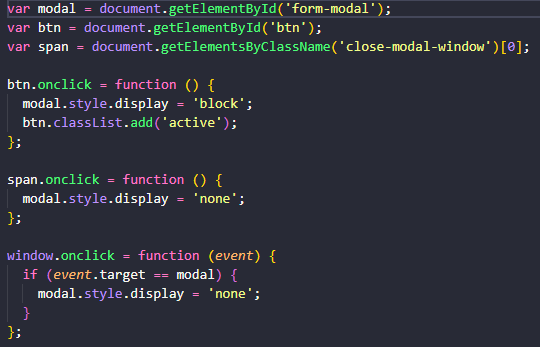 var modal = document.getElementById('form-modal');
var btn = document.getElementById('btn');
var span = document.getElementsByClassName('close-modal-window')[0];
btn.onclick = function () {
modal.style.display = 'block';
btn.classList.add('active');
};
span.onclick = function () {
modal.style.display = 'none';
};
window.onclick = function (event) {
if (event.target == modal) {
modal.style.display = 'none';
}
};